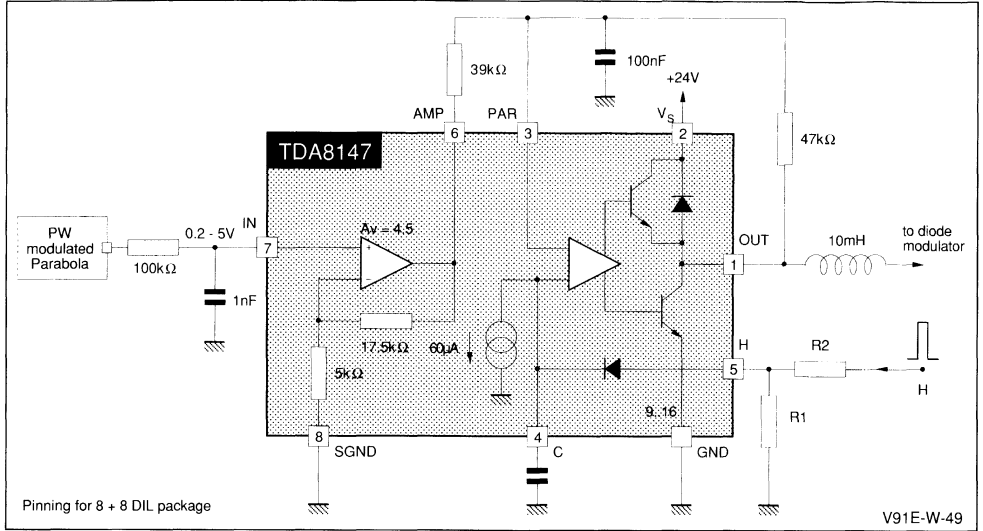 39kΩ
100nF
+24V
AMP
PAR
V_S
6
3
2
47kΩ
TDA8147
PW
modulated
Parabola
100kΩ
0.2 - 5V
IN
7
1nF
Av = 4.5
+
−
17.5kΩ
5kΩ
60µA
OUT
1
10mH
to diode
modulator
H
5
R2
H
R1
9..16
8
SGND
4
C
GND
Pinning for 8 + 8 DIL package
V91E-W-49